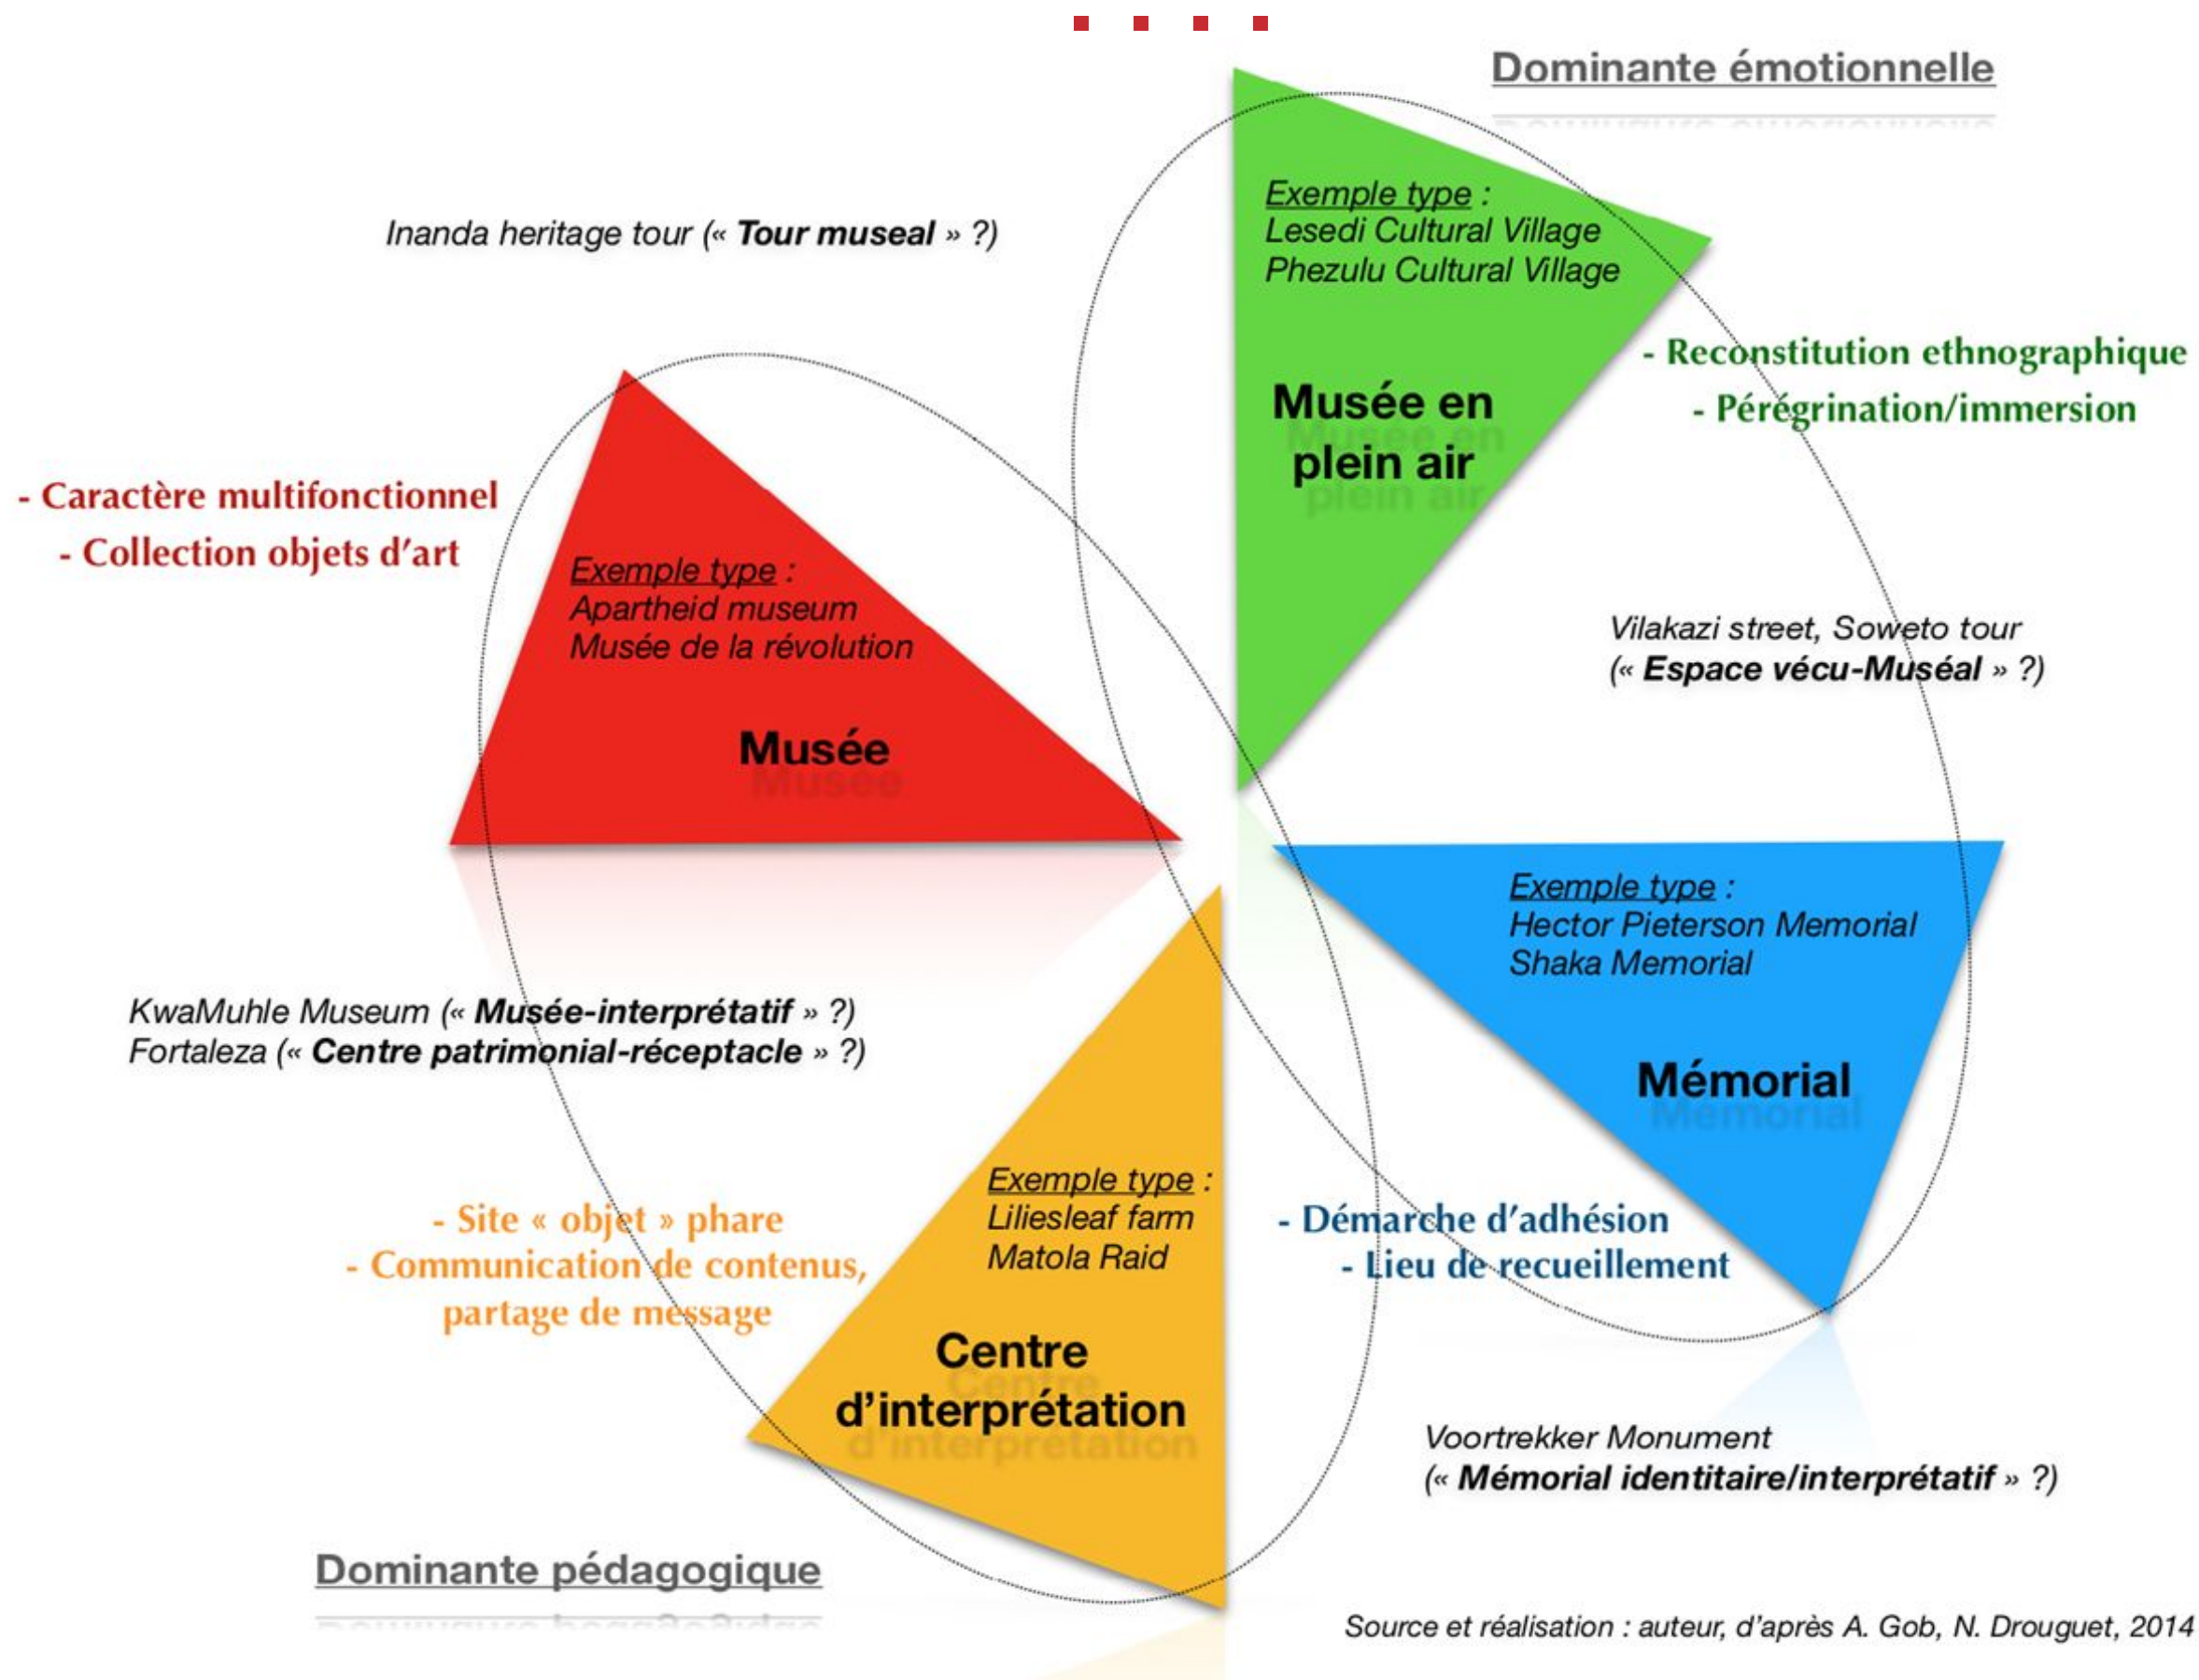 Dominante émotionnelle
Exemple type :
Lesedi Cultural Village
Phezulu Cultural Village
Musée en
plein air
- Reconstitution ethnographique
- Pérégrination/immersion
Inanda heritage tour (« Tour museal » ?)
- Caractère multifonctionnel
- Collection objets d'art
Exemple type :
Apartheid museum
Musée de la révolution
Musée
Vilakazi street, Soweto tour
(« Espace vécu-Muséal » ?)
Exemple type :
Hector Pieterson Memorial
Shaka Memorial
Mémorial
KwaMuhle Museum (« Musée-interprétatif » ?)
Fortaleza (« Centre patrimonial-réceptacle » ?)
- Site « objet » phare
- Communication de contenus,
partage de message
Exemple type :
Liliesleaf farm
Matola Raid
Centre
d'interprétation
- Démarche d'adhésion
- Lieu de recueillement
Voortrekker Monument
(« Mémorial identitaire/interprétatif » ?)
Dominante pédagogique
Source et réalisation : auteur, d'après A. Gob, N. Drouguet, 2014